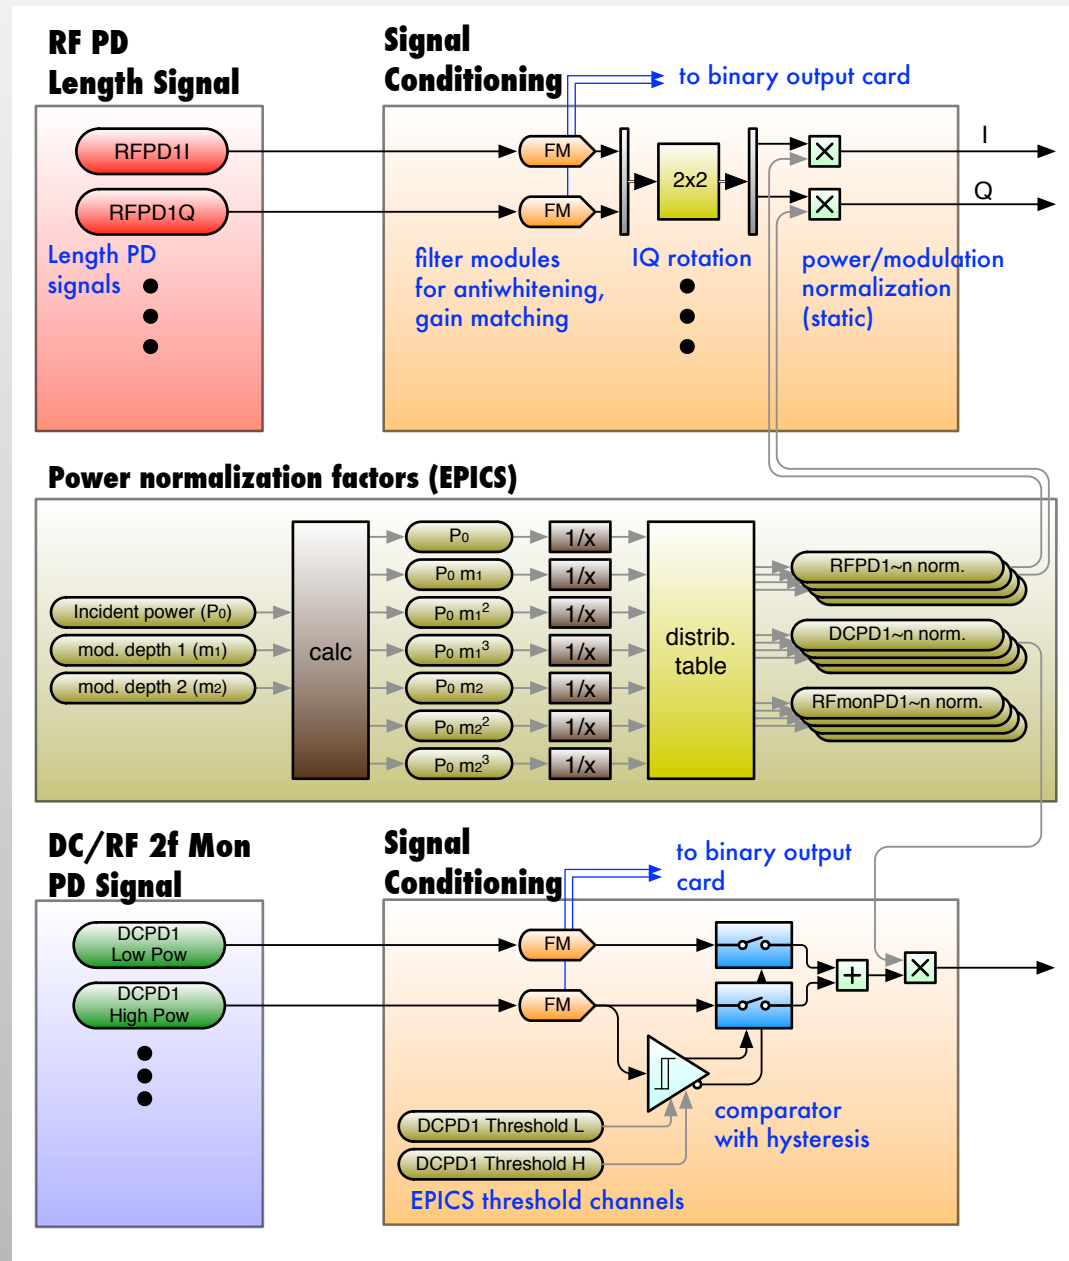 RF PD
Length Signal
Signal
Conditioning
to binary output card
RFPD1I
FM
2x2
I
RFPD1Q
FM
Q
Length PD
signals
filter modules
for antiwhitening,
gain matching
IQ rotation
power/modulation
normalization
(static)
Power normalization factors (EPICS)
Incident power (P0)
mod. depth 1 (m1)
mod. depth 2 (m2)
calc
P0
P0 m1
P0 m1²
P0 m1³
P0 m2
P0 m2²
P0 m2³
1/x
1/x
1/x
1/x
1/x
1/x
1/x
distrib.
table
RFPD1~n norm.
DCPD1~n norm.
RFmonPD1~n norm.
DC/RF 2f Mon
PD Signal
Signal
Conditioning
to binary output
card
DCPD1
Low Pow
FM
DCPD1
High Pow
FM
comparator
with hysteresis
DCPD1 Threshold L
DCPD1 Threshold H
EPICS threshold channels